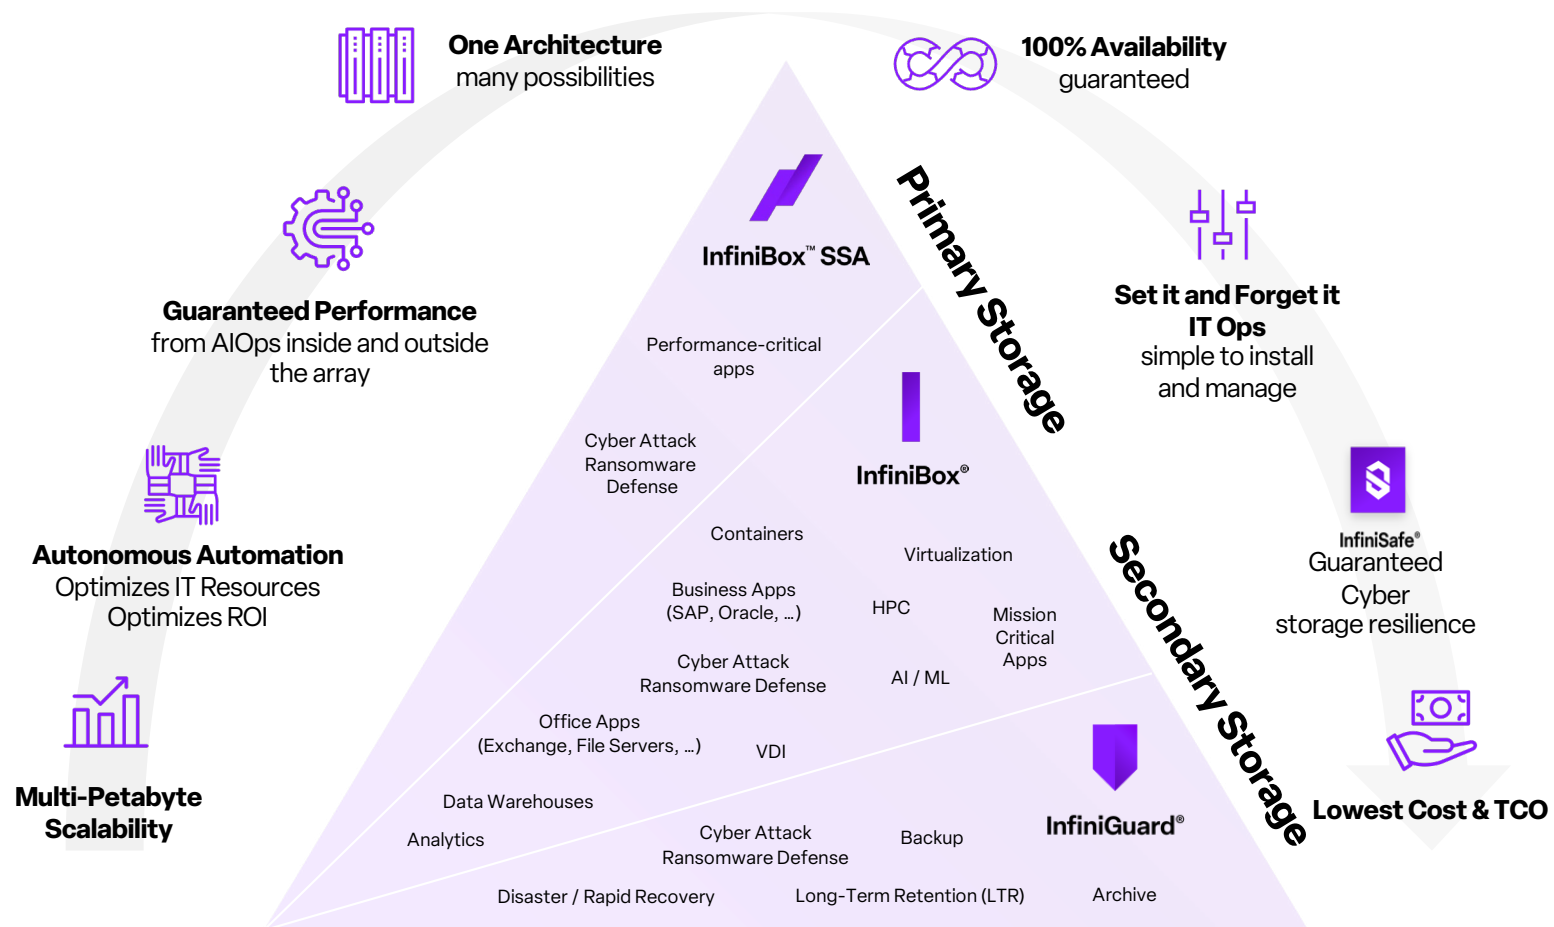 One Architecture
many possibilities
100% Availability
guaranteed
Guaranteed Performance
from AIOps inside and outside
the array
Autonomous Automation
Optimizes IT Resources
Optimizes ROI
Multi-Petabyte
Scalability
InfiniBox™ SSA
Performance-critical
apps
Cyber Attack
Ransomware
Defense
Primary Storage
InfiniBox®
Containers
Virtualization
Business Apps
(SAP, Oracle, ...)
HPC
Mission
Critical
Apps
Cyber Attack
Ransomware Defense
AI / ML
Office Apps
(Exchange, File Servers, ...)
VDI
Data Warehouses
Analytics
Secondary Storage
InfiniGuard®
Cyber Attack
Ransomware Defense
Backup
Disaster / Rapid Recovery
Long-Term Retention (LTR)
Archive
Set it and Forget it
IT Ops
simple to install
and manage
InfiniSafe®
Guaranteed
Cyber
storage resilience
Lowest Cost & TCO